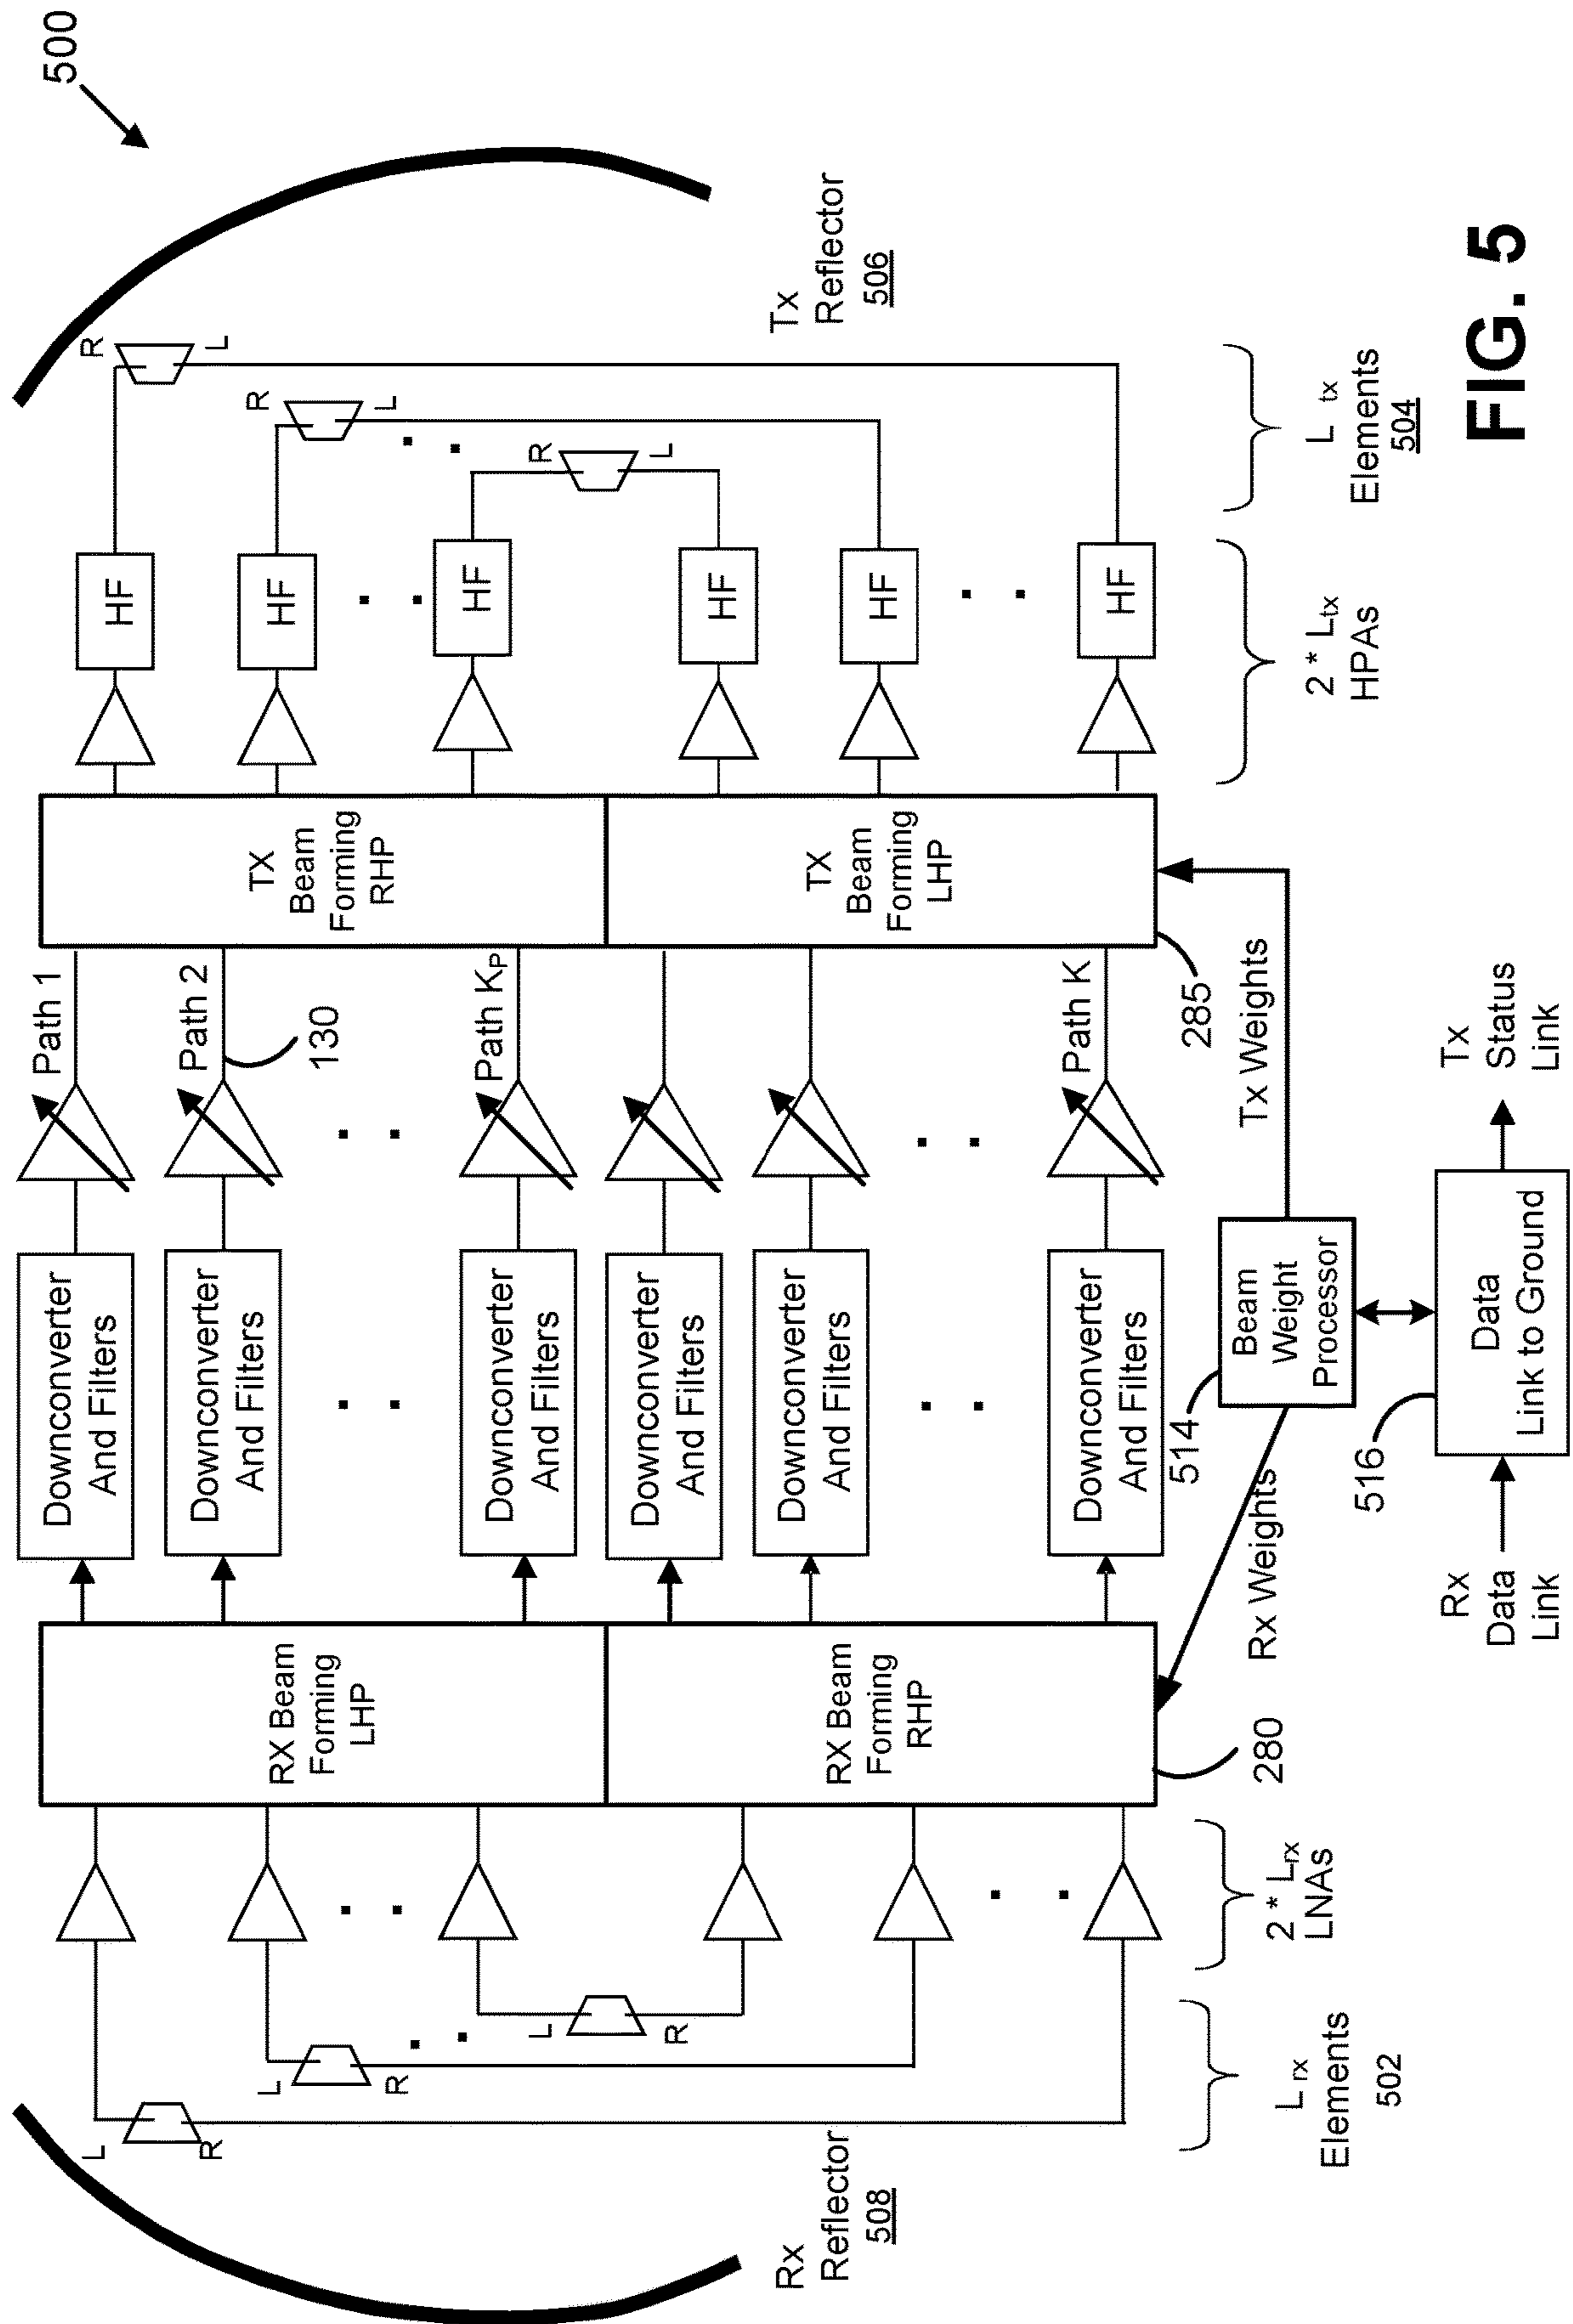 500
Rx
Reflector
508
L
R
L
R
L
R
L rx
Elements
502
2 * Lrx
LNAs
RX Beam
Forming
LHP
RX Beam
Forming
RHP
280
Downconverter
And Filters
Downconverter
And Filters
Downconverter
And Filters
Downconverter
And Filters
Downconverter
And Filters
Downconverter
And Filters
Path 1
Path 2
130
Path KP
Path K
TX
Beam
Forming
RHP
TX
Beam
Forming
LHP
285
HF
HF
HF
HF
HF
HF
2 * Ltx
HPAs
R
L
R
L
R
L
L tx
Elements
504
Tx
Reflector
506
Rx Weights
514
Beam
Weight
Processor
Tx Weights
Rx
Data
Link
516
Data
Link to Ground
Tx
Status
Link
FIG. 5